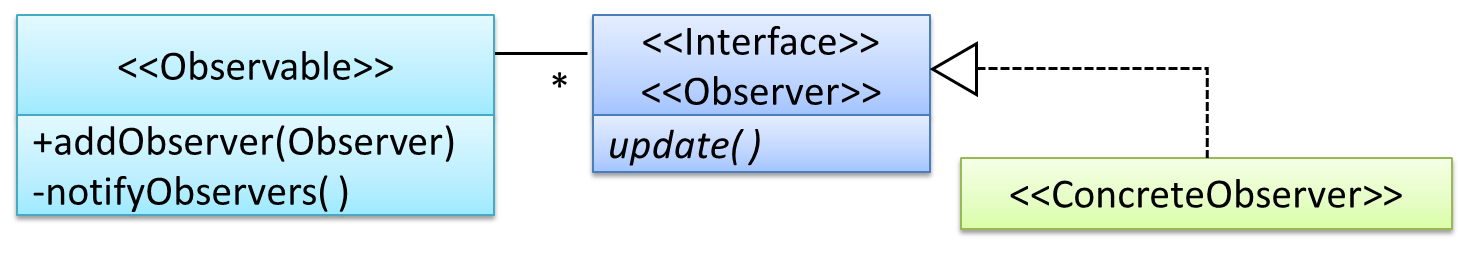 <<Observable>>
+addObserver(Observer)
-notifyObservers( )
*
<<Interface>>
<<Observer>>
update( )
<<ConcreteObserver>>